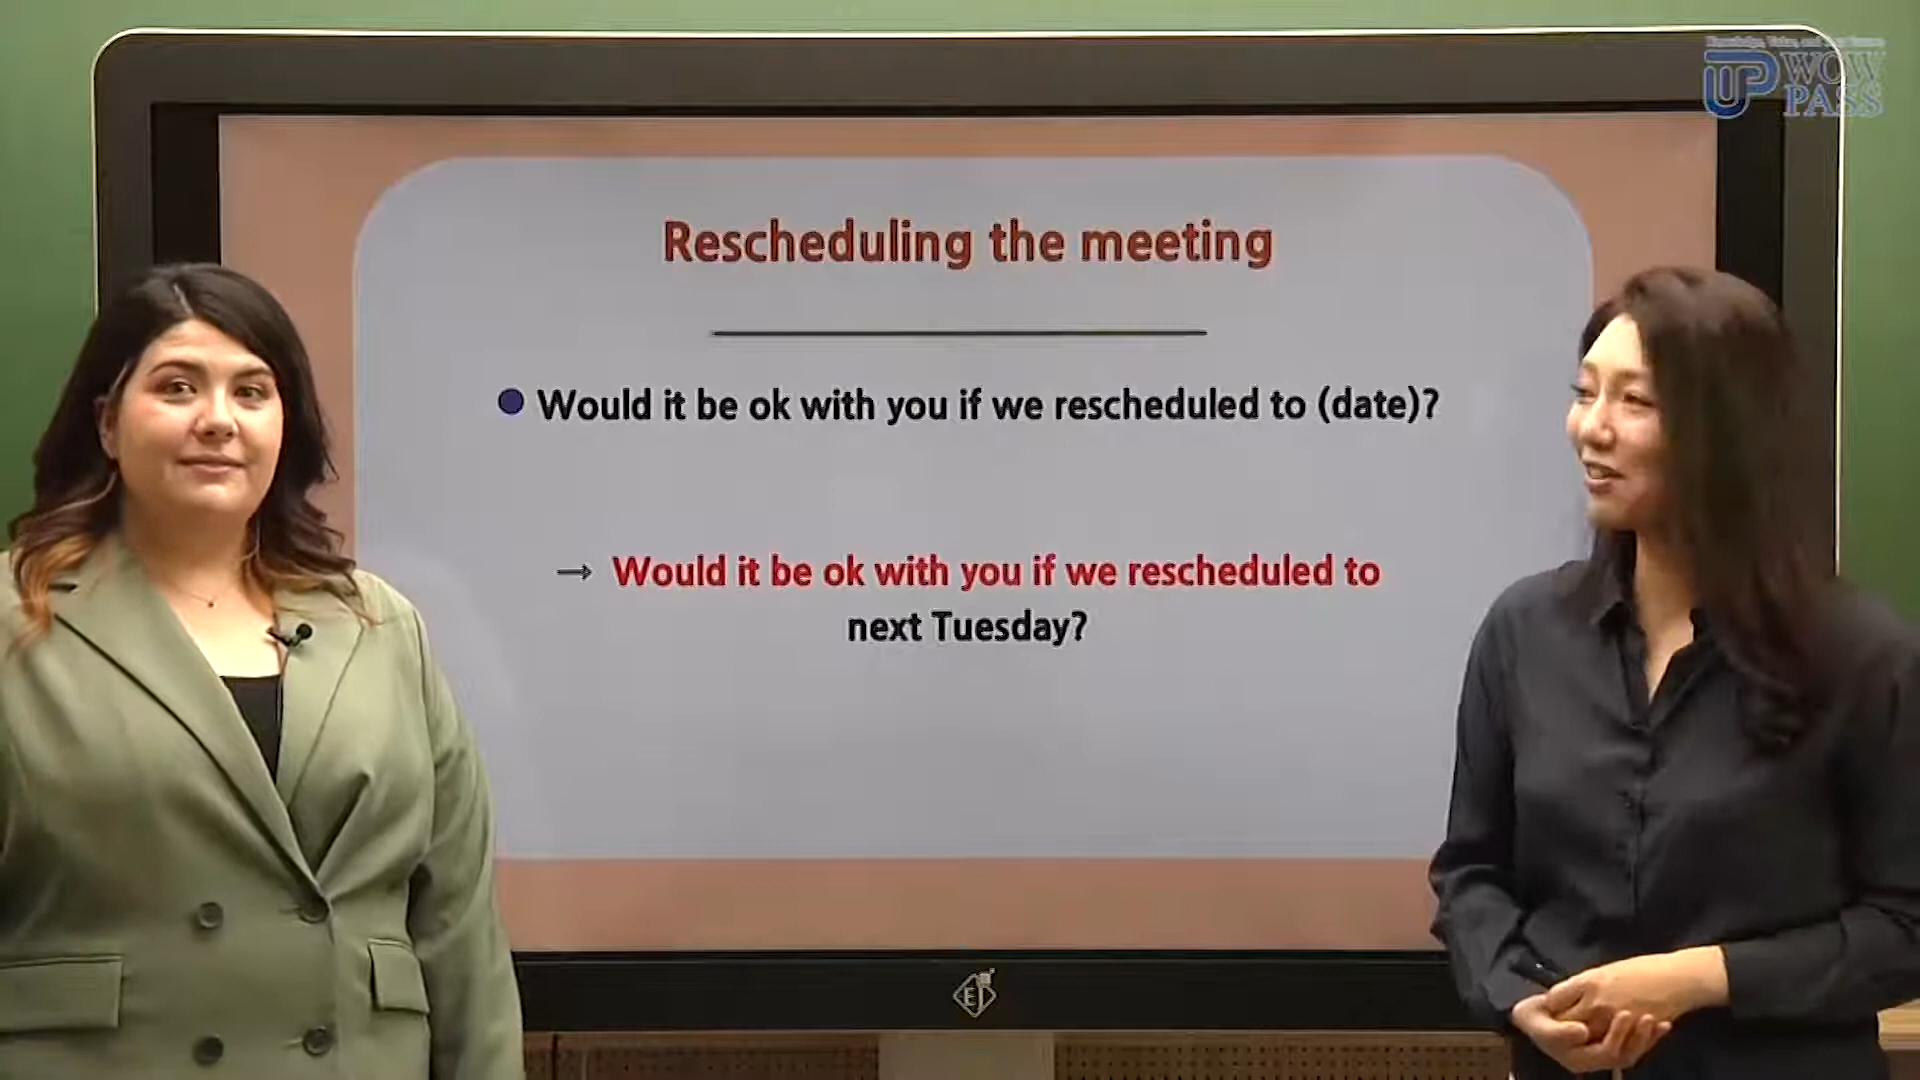 WOW
UP PASS
Rescheduling the meeting
● Would it be ok with you if we rescheduled to (date)?
→ Would it be ok with you if we rescheduled to
next Tuesday?